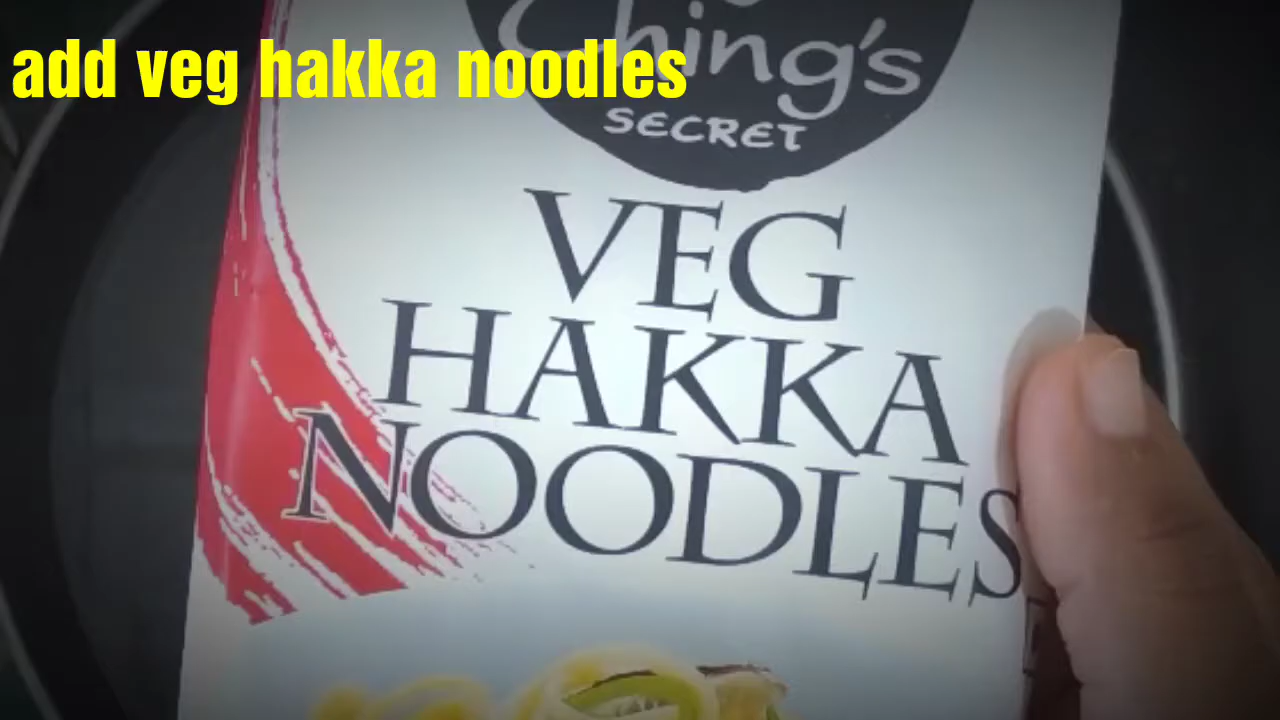 add veg hakka noodles
Ching's
SECRET
VEG
HAKKA
NOODLES